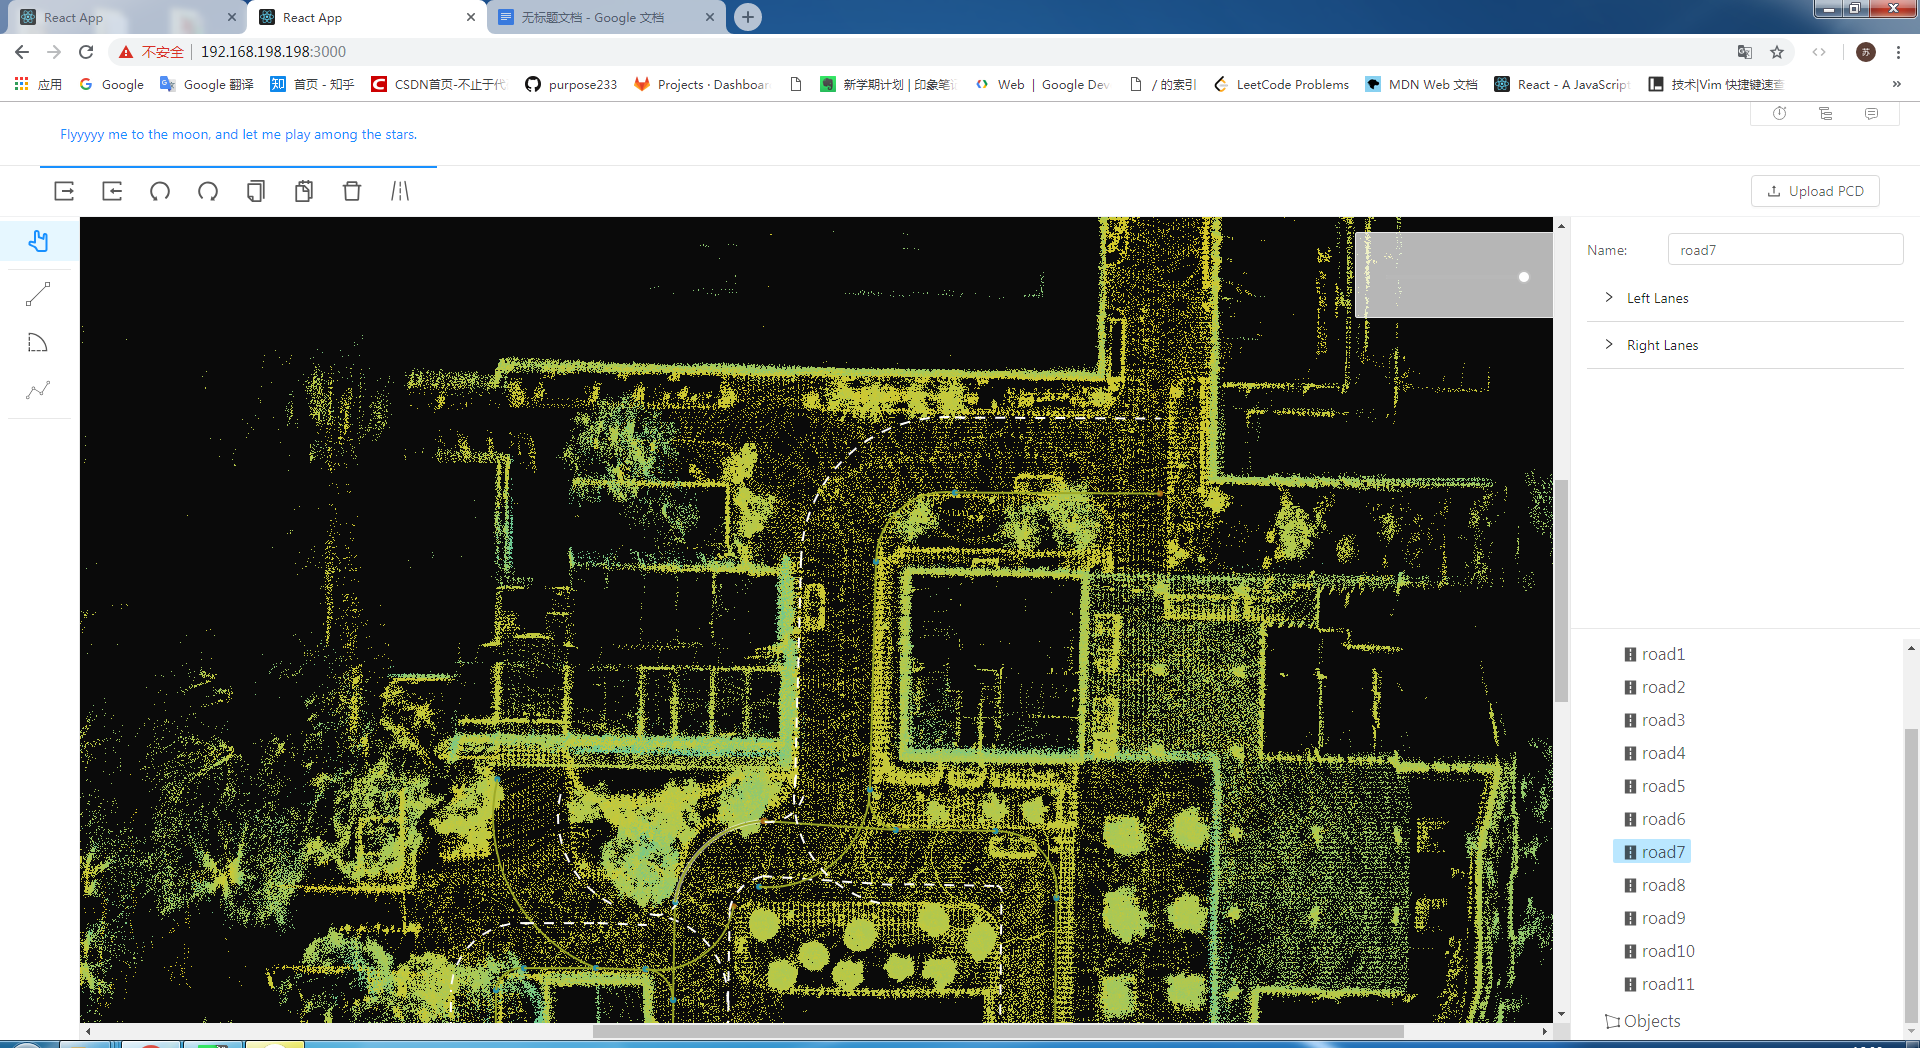 React App
React App
无标题文档 - Google 文档
不安全
192.168.198.198:3000
苏
应用
Google
Google 翻译
首页 - 知乎
CSDN首页-不止于代
purpose233
Projects · Dashboar
新学期计划 | 印象笔
Web | Google Dev
/ 的索引
LeetCode Problems
MDN Web 文档
React - A JavaScript
技术|Vim 快捷键速查
Flyyyyy me to the moon, and let me play among the stars.
Upload PCD
Name:
road7
Left Lanes
Right Lanes
road1
road2
road3
road4
road5
road6
road7
road8
road9
road10
road11
Objects